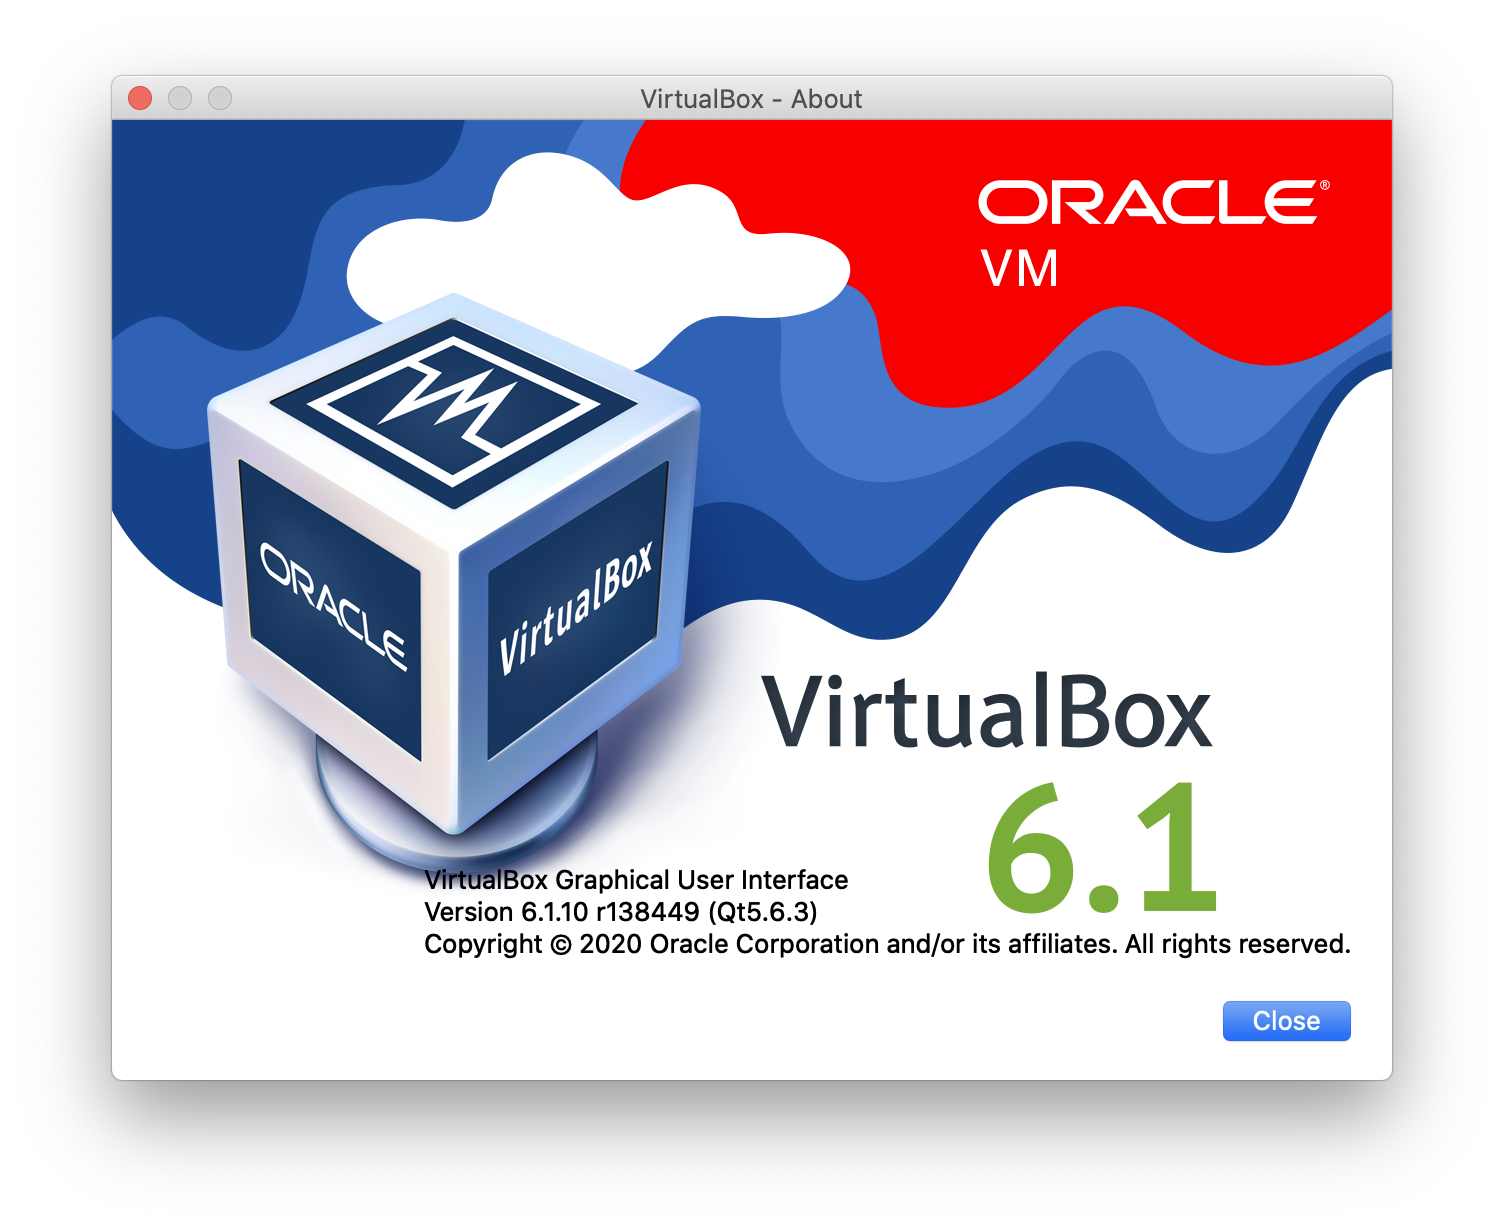 VirtualBox - About
ORACLE®
VM
ORACLE
VirtualBox
VirtualBox
6.1
VirtualBox Graphical User Interface
Version 6.1.10 r138449 (Qt5.6.3)
Copyright © 2020 Oracle Corporation and/or its affiliates. All rights reserved.
Close